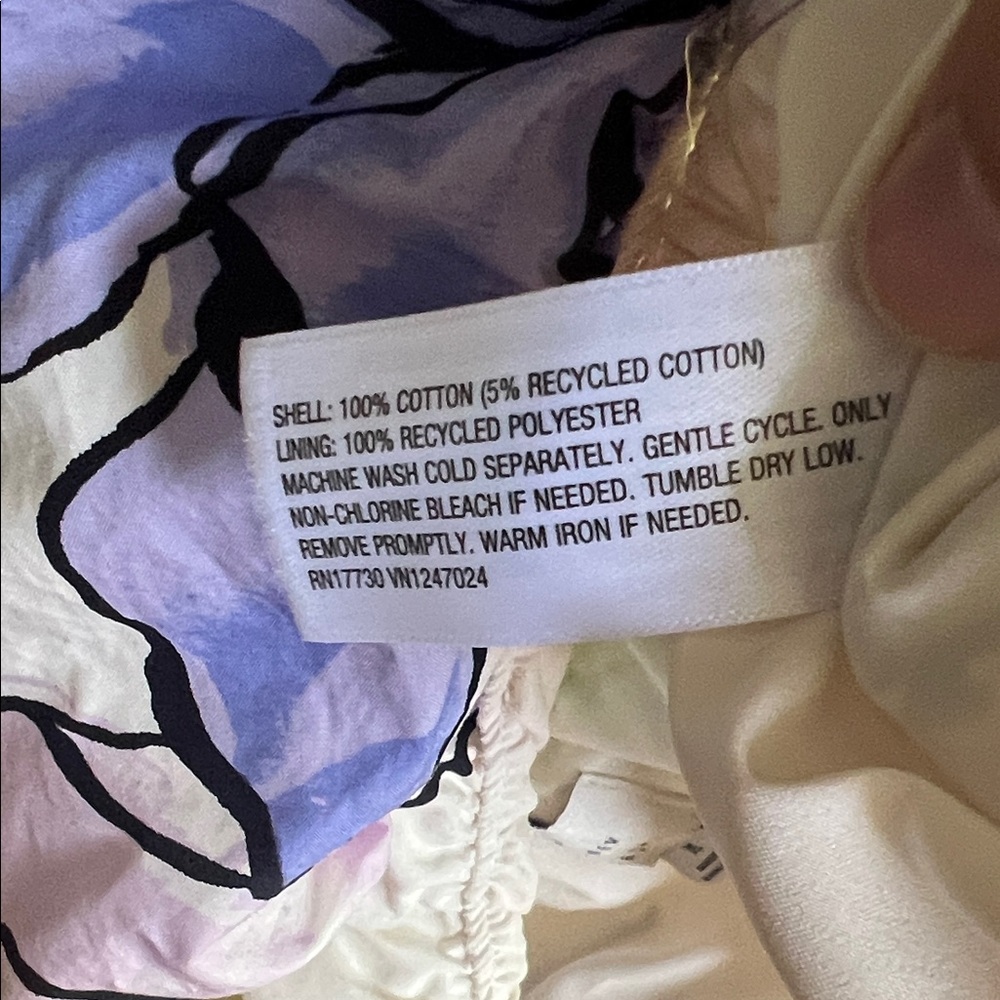 SHELL: 100% COTTON (5% RECYCLED COTTON)
LINING: 100% RECYCLED POLYESTER
MACHINE WASH COLD SEPARATELY. GENTLE CYCLE. ONLY
NON-CHLORINE BLEACH IF NEEDED. TUMBLE DRY LOW.
REMOVE PROMPTLY. WARM IRON IF NEEDED.
RN17730 VN1247024